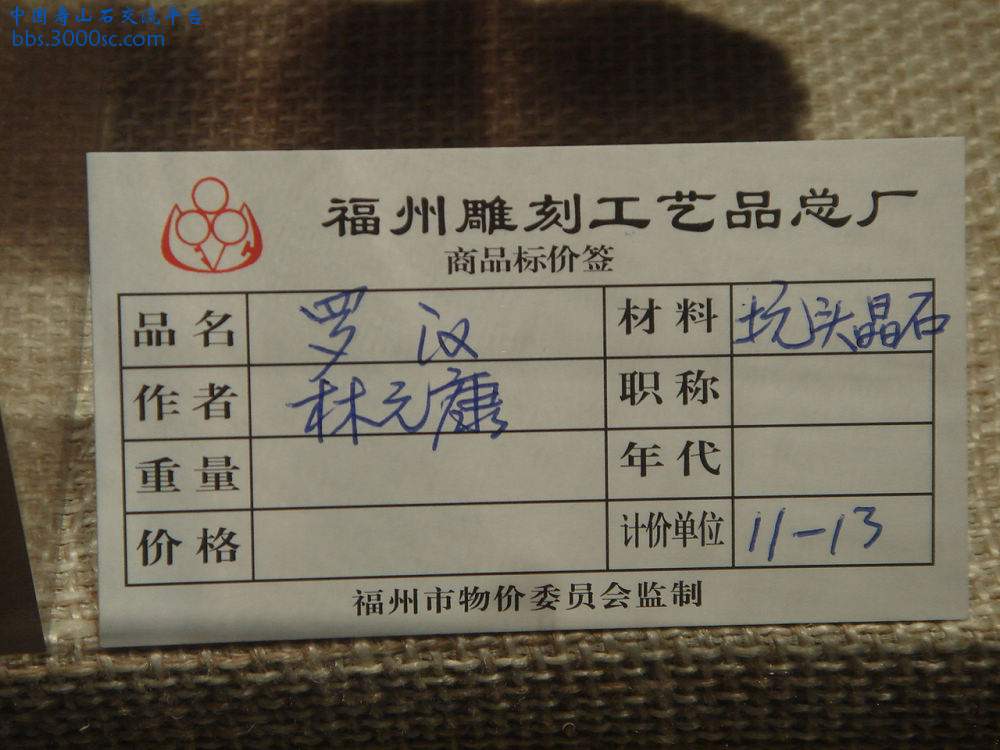 中国寿山石交流平台
bbs.3000sc.com
福州雕刻工艺品总厂
商品标价签
品名 罗汉 材料 坑头晶石
作者 林元康 职称
重量 年代
价格 计价单位 11-13
福州市物价委员会监制